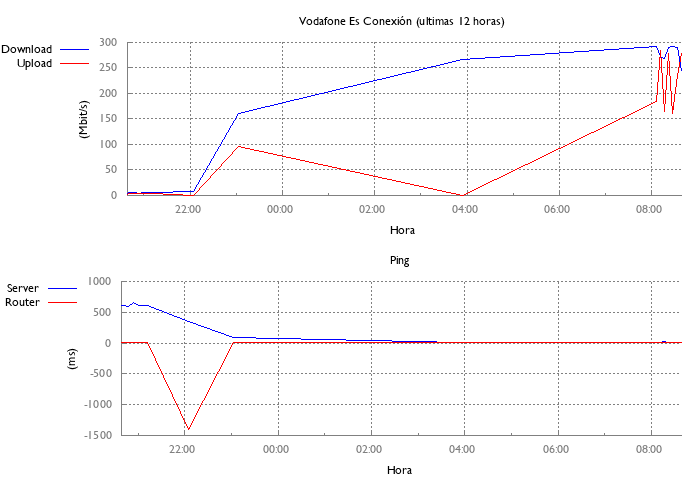 Vodafone Es Conexión (ultimas 12 horas)
Download
Upload
300
250
200
150
100
50
0
(Mbit/s)
22:00 00:00 02:00 04:00 06:00 08:00
Hora
Ping
Server
Router
1000
500
0
-500
-1000
-1500
(ms)
22:00 00:00 02:00 04:00 06:00 08:00
Hora